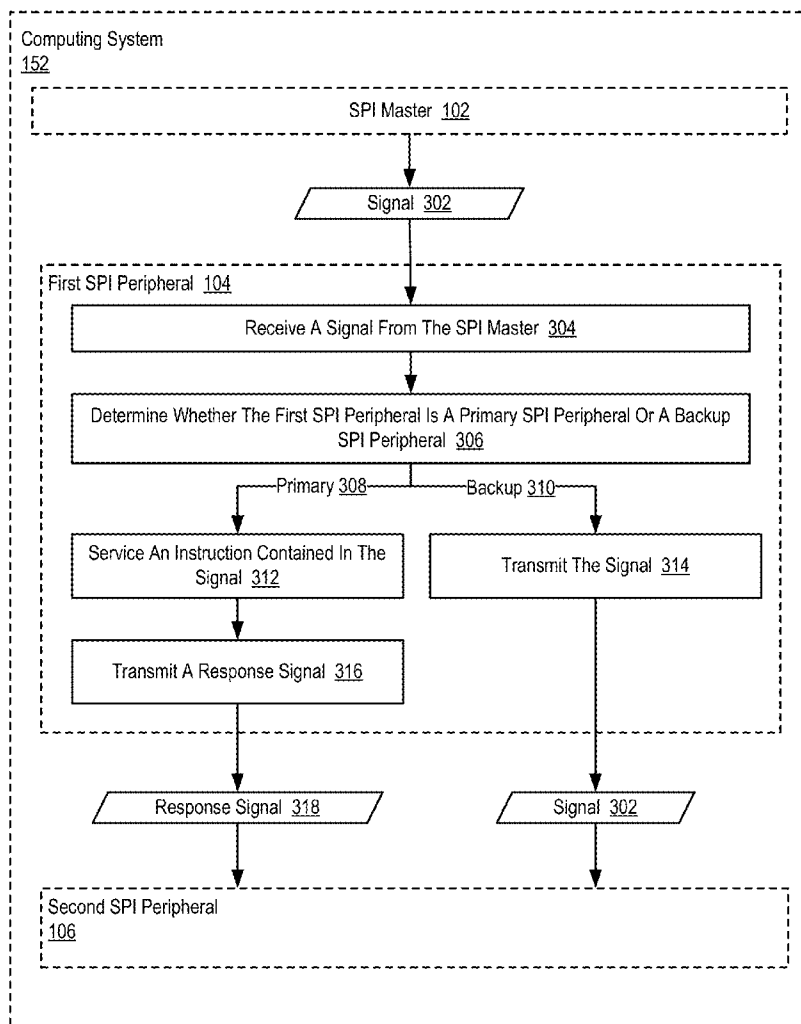 Computing System
152
SPI Master 102
Signal 302
First SPI Peripheral 104
Receive A Signal From The SPI Master 304
Determine Whether The First SPI Peripheral Is A Primary SPI Peripheral Or A Backup
SPI Peripheral 306
Primary 308
Backup 310
Service An Instruction Contained In The
Signal 312
Transmit The Signal 314
Transmit A Response Signal 316
Response Signal 318
Signal 302
Second SPI Peripheral
106